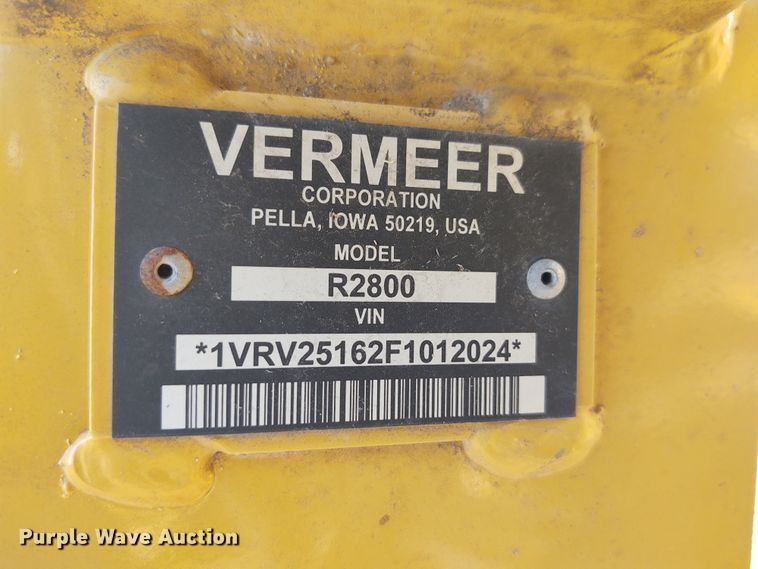 VERMEER
CORPORATION
PELLA, IOWA 50219, USA
MODEL
R2800
VIN
*1VRV25162F1012024*
Purple Wave Auction